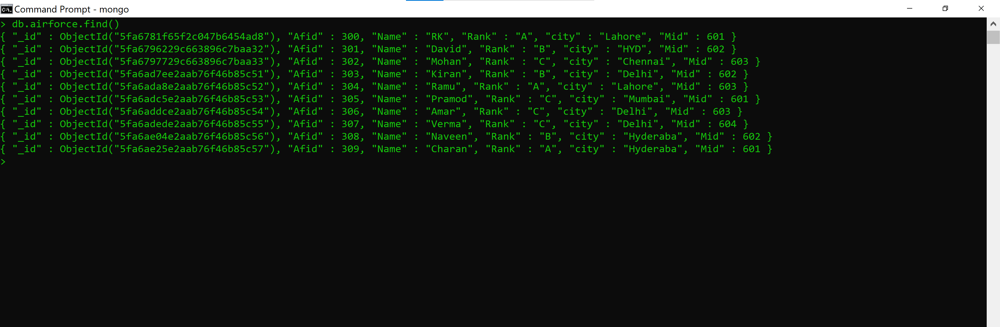 Command Prompt - mongo
> db.airforce.find()
{ "_id" : ObjectId("5fa6781f65f2c047b6454ad8"), "Afid" : 300, "Name" : "RK", "Rank" : "A", "city" : "Lahore", "Mid" : 601 }
{ "_id" : ObjectId("5fa6796229c663896c7baa32"), "Afid" : 301, "Name" : "David", "Rank" : "B", "city" : "HYD", "Mid" : 602 }
{ "_id" : ObjectId("5fa6797729c663896c7baa33"), "Afid" : 302, "Name" : "Mohan", "Rank" : "C", "city" : "Chennai", "Mid" : 603 }
{ "_id" : ObjectId("5fa6ad7ee2aab76f46b85c51"), "Afid" : 303, "Name" : "Kiran", "Rank" : "B", "city" : "Delhi", "Mid" : 602 }
{ "_id" : ObjectId("5fa6ada8e2aab76f46b85c52"), "Afid" : 304, "Name" : "Ramu", "Rank" : "A", "city" : "Lahore", "Mid" : 603 }
{ "_id" : ObjectId("5fa6adc5e2aab76f46b85c53"), "Afid" : 305, "Name" : "Pramod", "Rank" : "C", "city" : "Mumbai", "Mid" : 601 }
{ "_id" : ObjectId("5fa6addce2aab76f46b85c54"), "Afid" : 306, "Name" : "Amar", "Rank" : "C", "city" : "Delhi", "Mid" : 603 }
{ "_id" : ObjectId("5fa6adede2aab76f46b85c55"), "Afid" : 307, "Name" : "Verma", "Rank" : "C", "city" : "Delhi", "Mid" : 604 }
{ "_id" : ObjectId("5fa6ae04e2aab76f46b85c56"), "Afid" : 308, "Name" : "Naveen", "Rank" : "B", "city" : "Hyderaba", "Mid" : 602 }
{ "_id" : ObjectId("5fa6ae25e2aab76f46b85c57"), "Afid" : 309, "Name" : "Charan", "Rank" : "A", "city" : "Hyderaba", "Mid" : 601 }
>